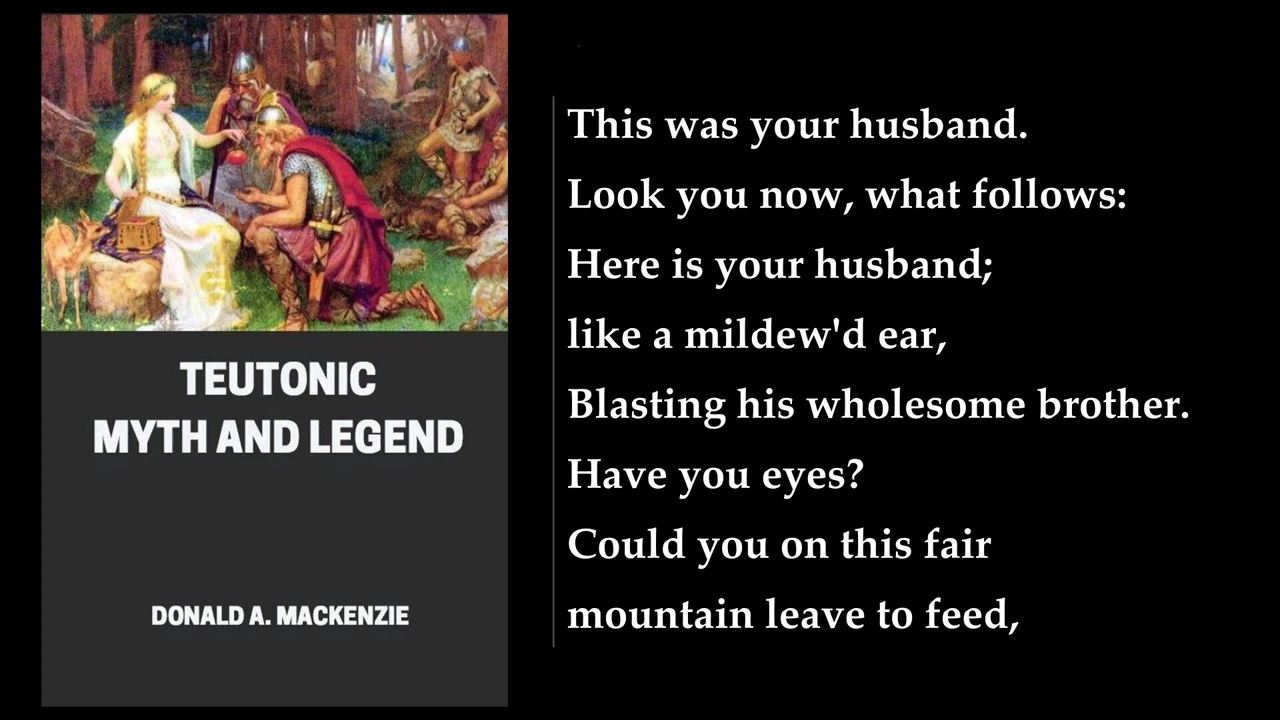 TEUTONIC
MYTH AND LEGEND
DONALD A. MACKENZIE
This was your husband.
Look you now, what follows:
Here is your husband;
like a mildew'd ear,
Blasting his wholesome brother.
Have you eyes?
Could you on this fair
mountain leave to feed,